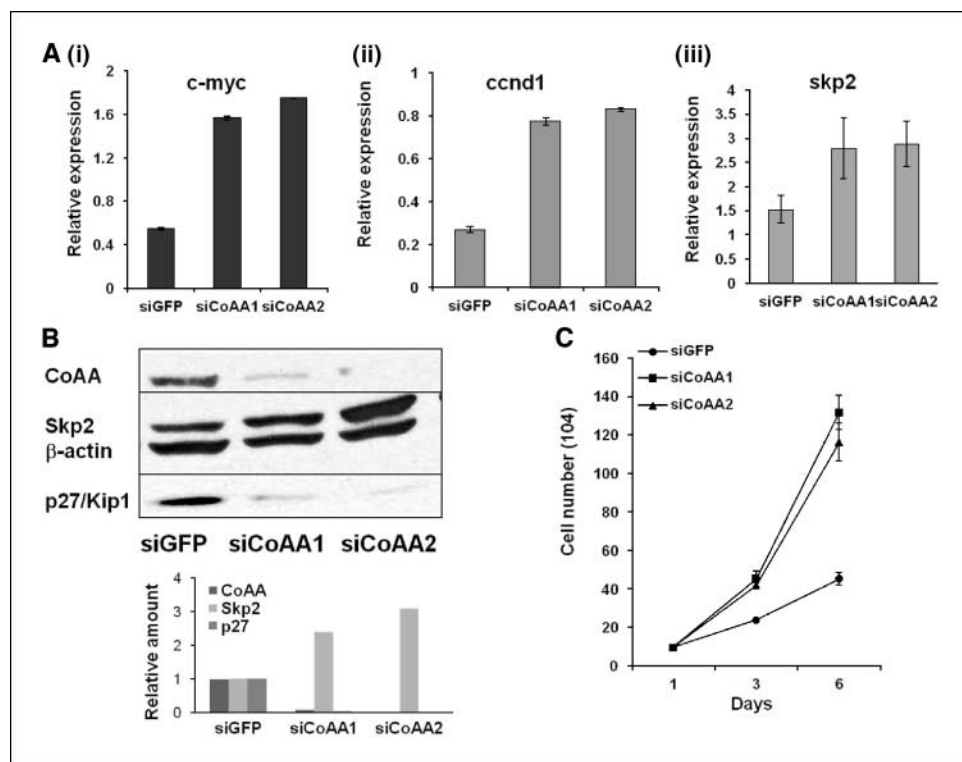 A (i)
c-myc
Relative expression
2
1.6
1.2
0.8
0.4
0
siGFP siCoAA1 siCoAA2
(ii)
ccnd1
Relative expression
1
0.8
0.6
0.4
0.2
0
siGFP siCoAA1 siCoAA2
(iii)
skp2
Relative expression
4
3.5
3
2.5
2
1.5
1
0.5
0
siGFP siCoAA1 siCoAA2
B
CoAA
Skp2
β-actin
p27/Kip1
siGFP siCoAA1 siCoAA2
Relative amount
4
3
2
1
0
CoAA
Skp2
p27
siGFP siCoAA1 siCoAA2
C
siGFP
siCoAA1
siCoAA2
Cell number (104)
160
140
120
100
80
60
40
20
0
1 3 6
Days